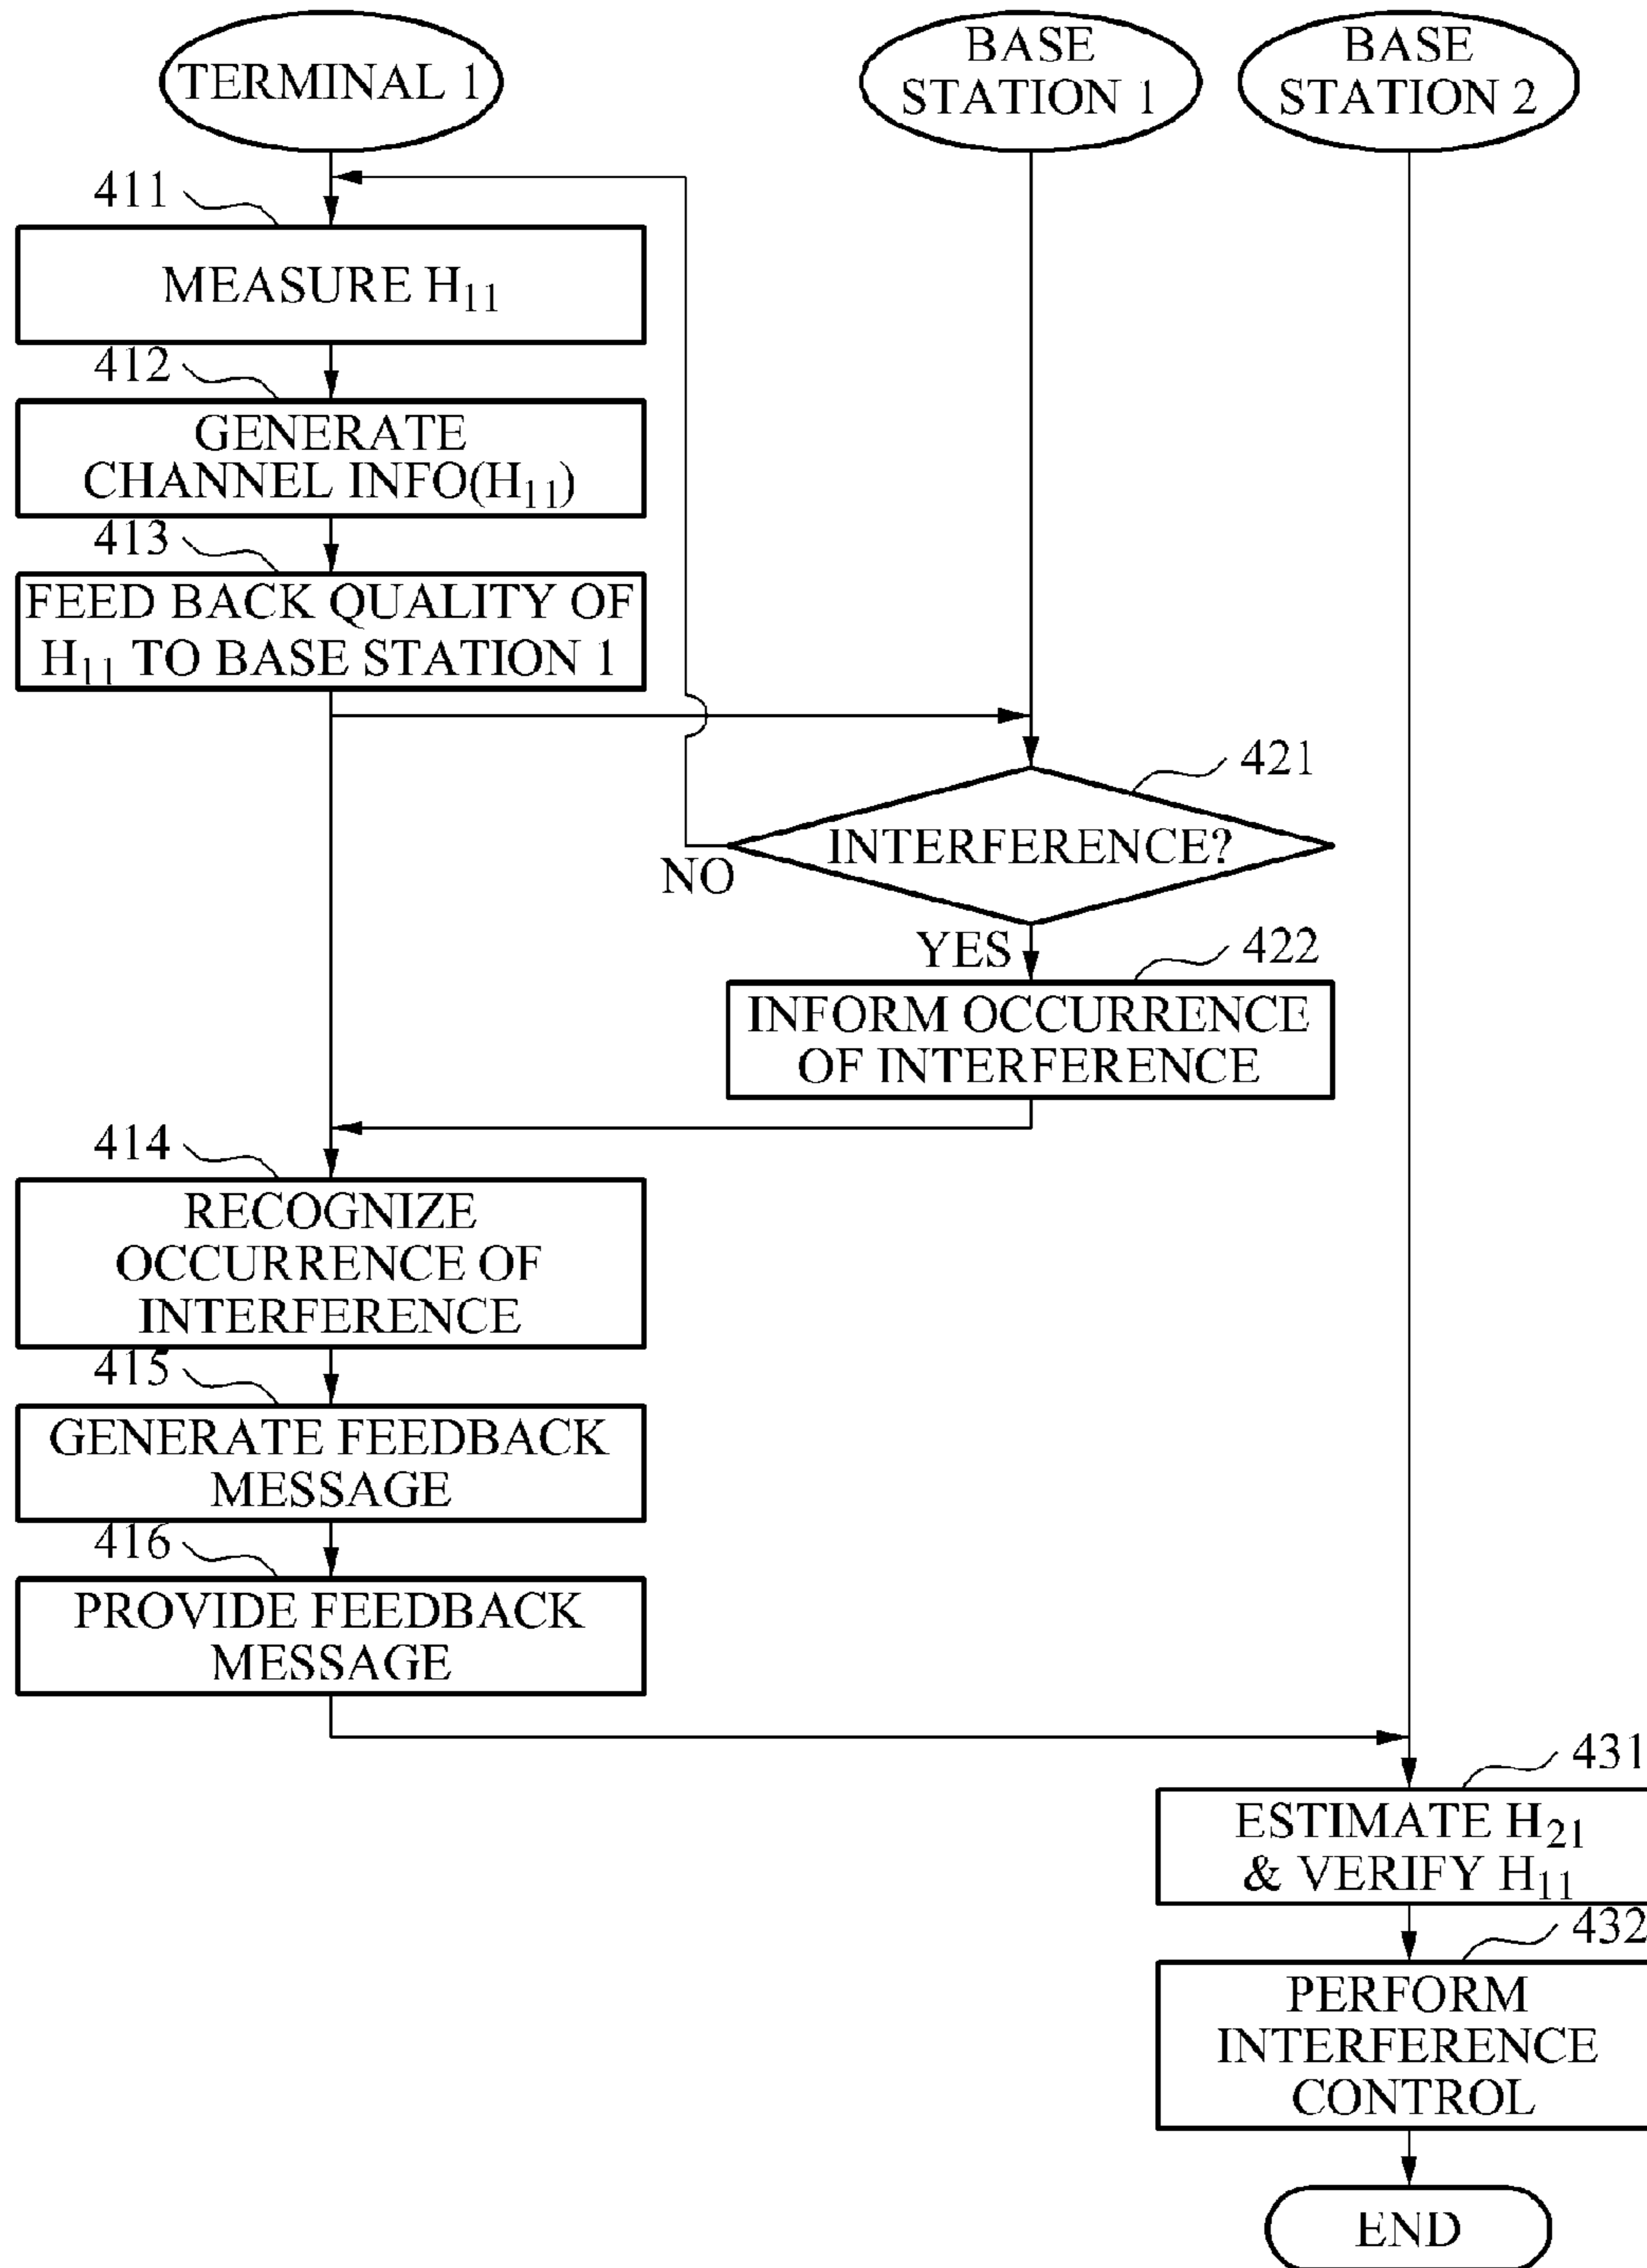 TERMINAL 1
BASE
STATION 1
BASE
STATION 2
411
MEASURE H11
412
GENERATE
CHANNEL INFO(H11)
413
FEED BACK QUALITY OF
H11 TO BASE STATION 1
421
INTERFERENCE?
NO
YES
422
INFORM OCCURRENCE
OF INTERFERENCE
414
RECOGNIZE
OCCURRENCE OF
INTERFERENCE
415
GENERATE FEEDBACK
MESSAGE
416
PROVIDE FEEDBACK
MESSAGE
431
ESTIMATE H21
& VERIFY H11
432
PERFORM
INTERFERENCE
CONTROL
END